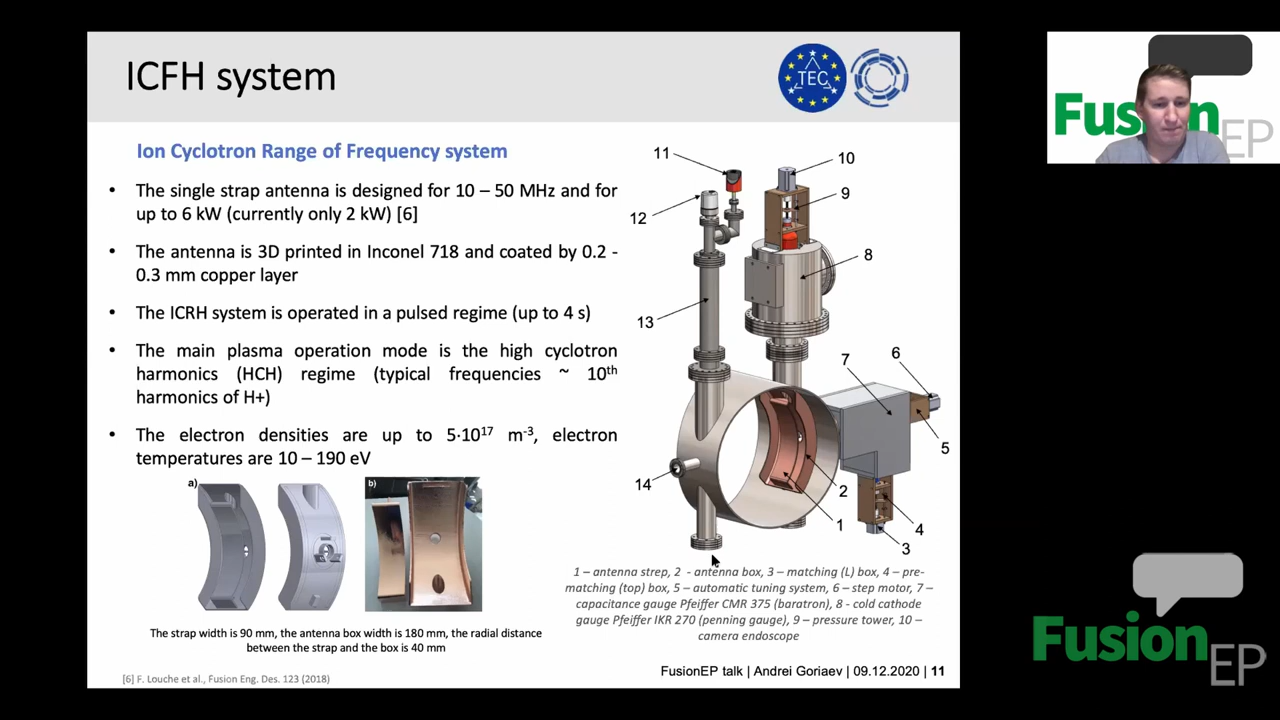 ICFH system
TEC
Ion Cyclotron Range of Frequency system
• The single strap antenna is designed for 10 – 50 MHz and for
up to 6 kW (currently only 2 kW) [6]
• The antenna is 3D printed in Inconel 718 and coated by 0.2 -
0.3 mm copper layer
• The ICRH system is operated in a pulsed regime (up to 4 s)
• The main plasma operation mode is the high cyclotron
harmonics (HCH) regime (typical frequencies ~ 10th
harmonics of H+)
• The electron densities are up to 5·10¹⁷ m⁻³, electron
temperatures are 10 – 190 eV
a)
b)
The strap width is 90 mm, the antenna box width is 180 mm, the radial distance
between the strap and the box is 40 mm
[6] F. Louche et al., Fusion Eng. Des. 123 (2018)
11
10
12
9
8
13
7
6
5
14
2
1
4
3
1 – antenna strep, 2 - antenna box, 3 – matching (L) box, 4 – pre-
matching (top) box, 5 – automatic tuning system, 6 – step motor, 7 –
capacitance gauge Pfeiffer CMR 375 (baratron), 8 - cold cathode
gauge Pfeiffer IKR 270 (penning gauge), 9 – pressure tower, 10 –
camera endoscope
FusionEP talk | Andrei Goriaev | 09.12.2020 | 11
Fus n
EP
Fusion
EP